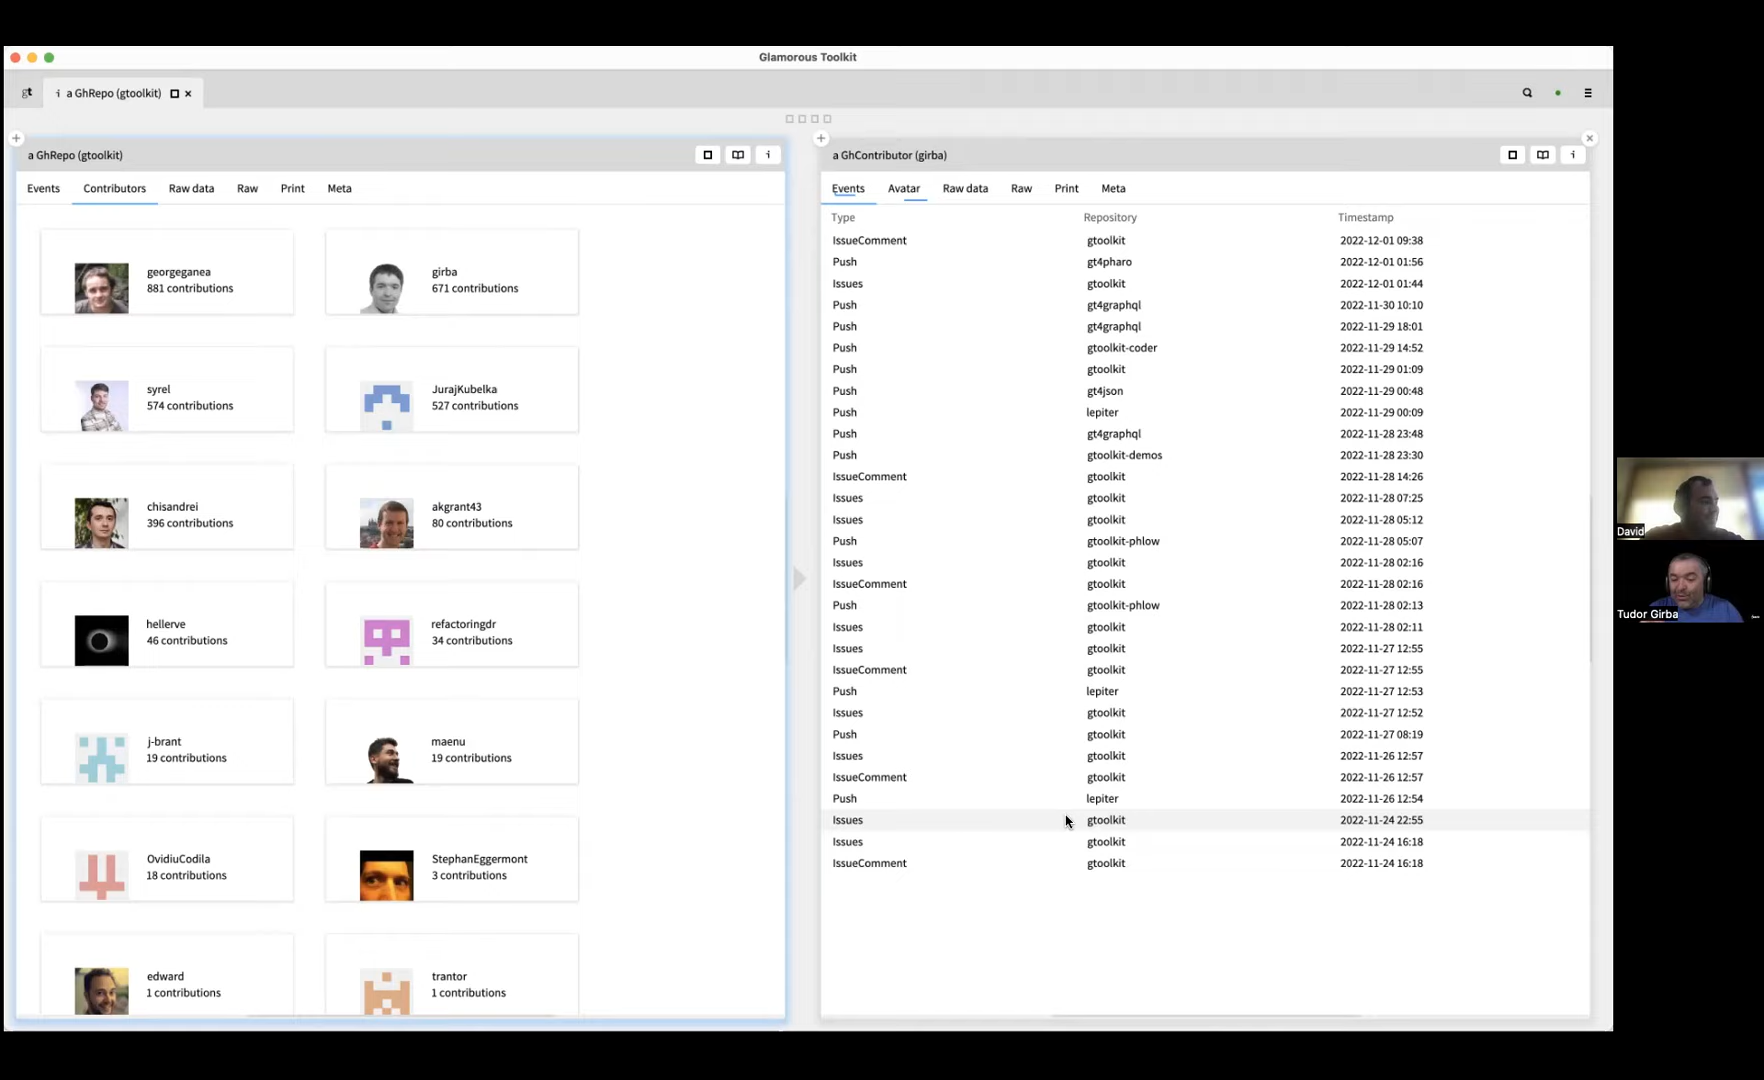 Glamorous Toolkit
gt
i a GhRepo (gtoolkit)
a GhRepo (gtoolkit)
i
Events Contributors Raw data Raw Print Meta
georgeganea
881 contributions
girba
671 contributions
syrel
574 contributions
JurajKubelka
527 contributions
chisandrei
396 contributions
akgrant43
80 contributions
hellerve
46 contributions
refactoringdr
34 contributions
j-brant
19 contributions
maenu
19 contributions
OvidiuCodila
18 contributions
StephanEggermont
3 contributions
edward
1 contributions
trantor
1 contributions
a GhContributor (girba)
i
Events Avatar Raw data Raw Print Meta
Type Repository Timestamp
IssueComment gtoolkit 2022-12-01 09:38
Push gt4pharo 2022-12-01 01:56
Issues gtoolkit 2022-12-01 01:44
Push gt4graphql 2022-11-30 10:10
Push gt4graphql 2022-11-29 18:01
Push gtoolkit-coder 2022-11-29 14:52
Push gtoolkit 2022-11-29 01:09
Push gt4json 2022-11-29 00:48
Push lepiter 2022-11-29 00:09
Push gt4graphql 2022-11-28 23:48
Push gtoolkit-demos 2022-11-28 23:30
IssueComment gtoolkit 2022-11-28 14:26
Issues gtoolkit 2022-11-28 07:25
Issues gtoolkit 2022-11-28 05:12
Push gtoolkit-phlow 2022-11-28 05:07
Issues gtoolkit 2022-11-28 02:16
IssueComment gtoolkit 2022-11-28 02:16
Push gtoolkit-phlow 2022-11-28 02:13
Issues gtoolkit 2022-11-28 02:11
Issues gtoolkit 2022-11-27 12:55
IssueComment gtoolkit 2022-11-27 12:55
Push lepiter 2022-11-27 12:53
Issues gtoolkit 2022-11-27 12:52
Push gtoolkit 2022-11-27 08:19
Issues gtoolkit 2022-11-26 12:57
IssueComment gtoolkit 2022-11-26 12:57
Push lepiter 2022-11-26 12:54
Issues gtoolkit 2022-11-24 22:55
Issues gtoolkit 2022-11-24 16:18
IssueComment gtoolkit 2022-11-24 16:18
David
Tudor Girba